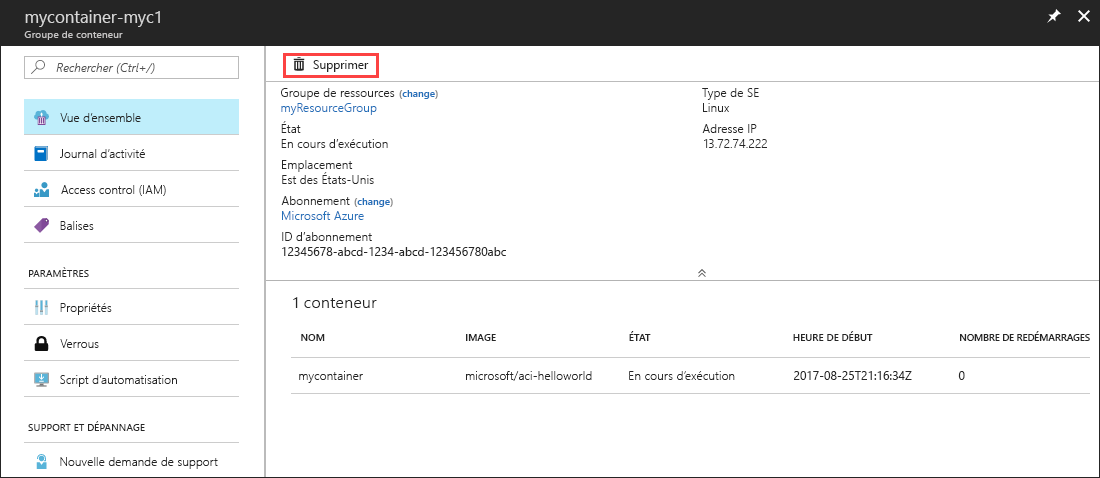 mycontainer-myc1
Groupe de conteneur
Rechercher (Ctrl+/)
Vue d'ensemble
Journal d'activité
Access control (IAM)
Balises
PARAMÈTRES
Propriétés
Verrous
Script d'automatisation
SUPPORT ET DÉPANNAGE
Nouvelle demande de support
Supprimer
Groupe de ressources (change)
myResourceGroup
État
En cours d'exécution
Emplacement
Est des États-Unis
Abonnement (change)
Microsoft Azure
ID d'abonnement
12345678-abcd-1234-abcd-123456780abc
Type de SE
Linux
Adresse IP
13.72.74.222
1 conteneur
NOM IMAGE ÉTAT HEURE DE DÉBUT NOMBRE DE REDÉMARRAGES
mycontainer microsoft/aci-helloworld En cours d'exécution 2017-08-25T21:16:34Z 0